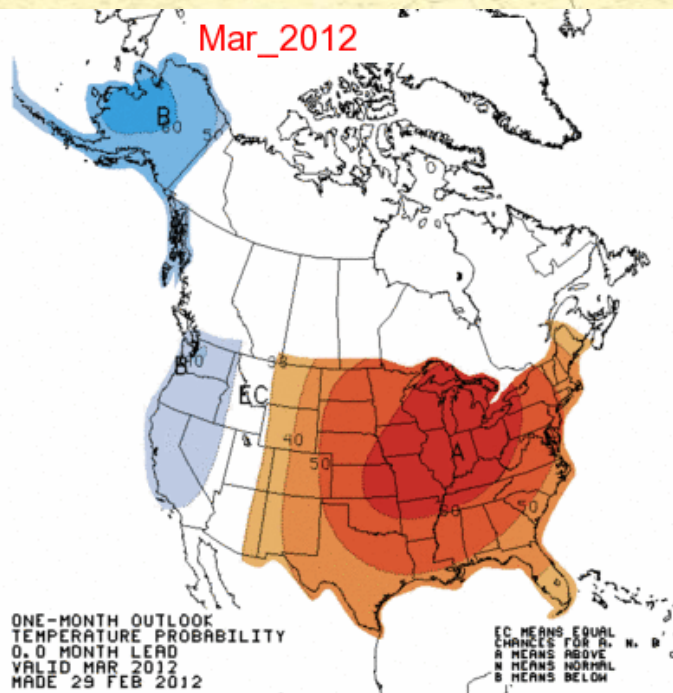 Mar_2012
B
60
50
B
40
33
EC
40
50
A
60
50
ONE-MONTH OUTLOOK
TEMPERATURE PROBABILITY
0.0 MONTH LEAD
VALID MAR 2012
MADE 29 FEB 2012
EC MEANS EQUAL
CHANCES FOR A, N, B
A MEANS ABOVE
N MEANS NORMAL
B MEANS BELOW